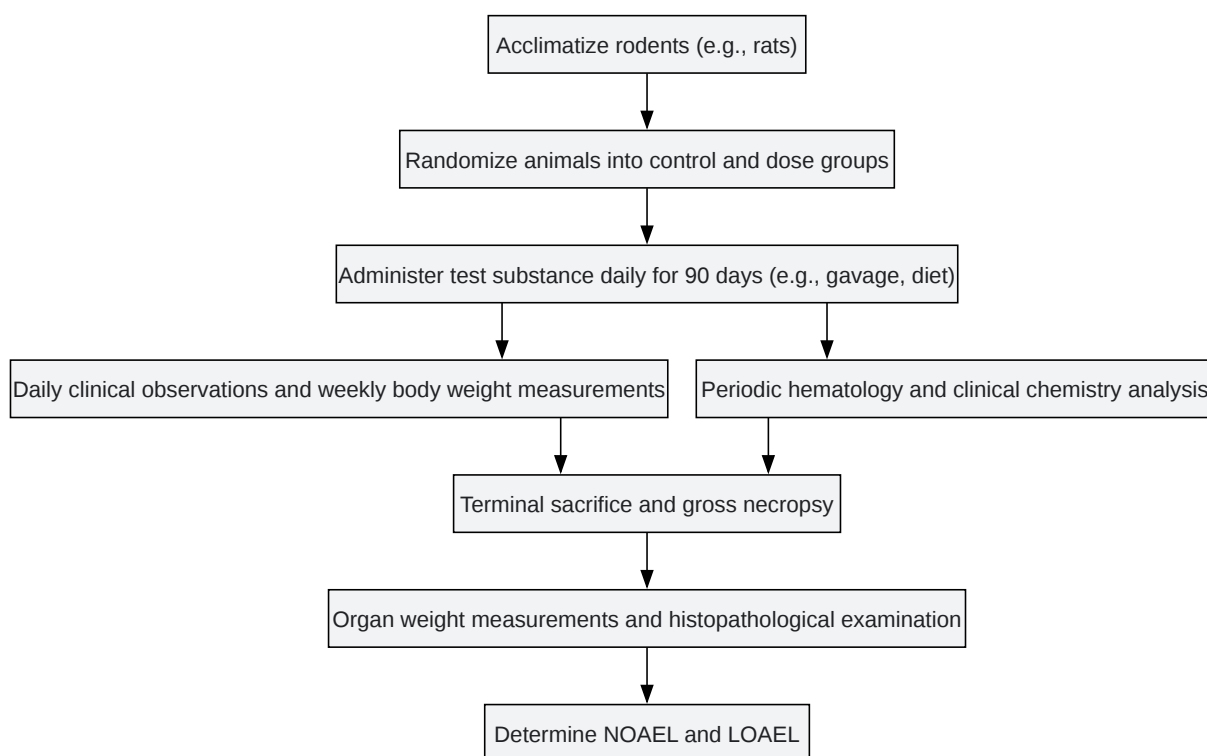 Acclimatize rodents (e.g., rats)
Randomize animals into control and dose groups
Administer test substance daily for 90 days (e.g., gavage, diet)
Daily clinical observations and weekly body weight measurements
Periodic hematology and clinical chemistry analysis
Terminal sacrifice and gross necropsy
Organ weight measurements and histopathological examination
Determine NOAEL and LOAEL